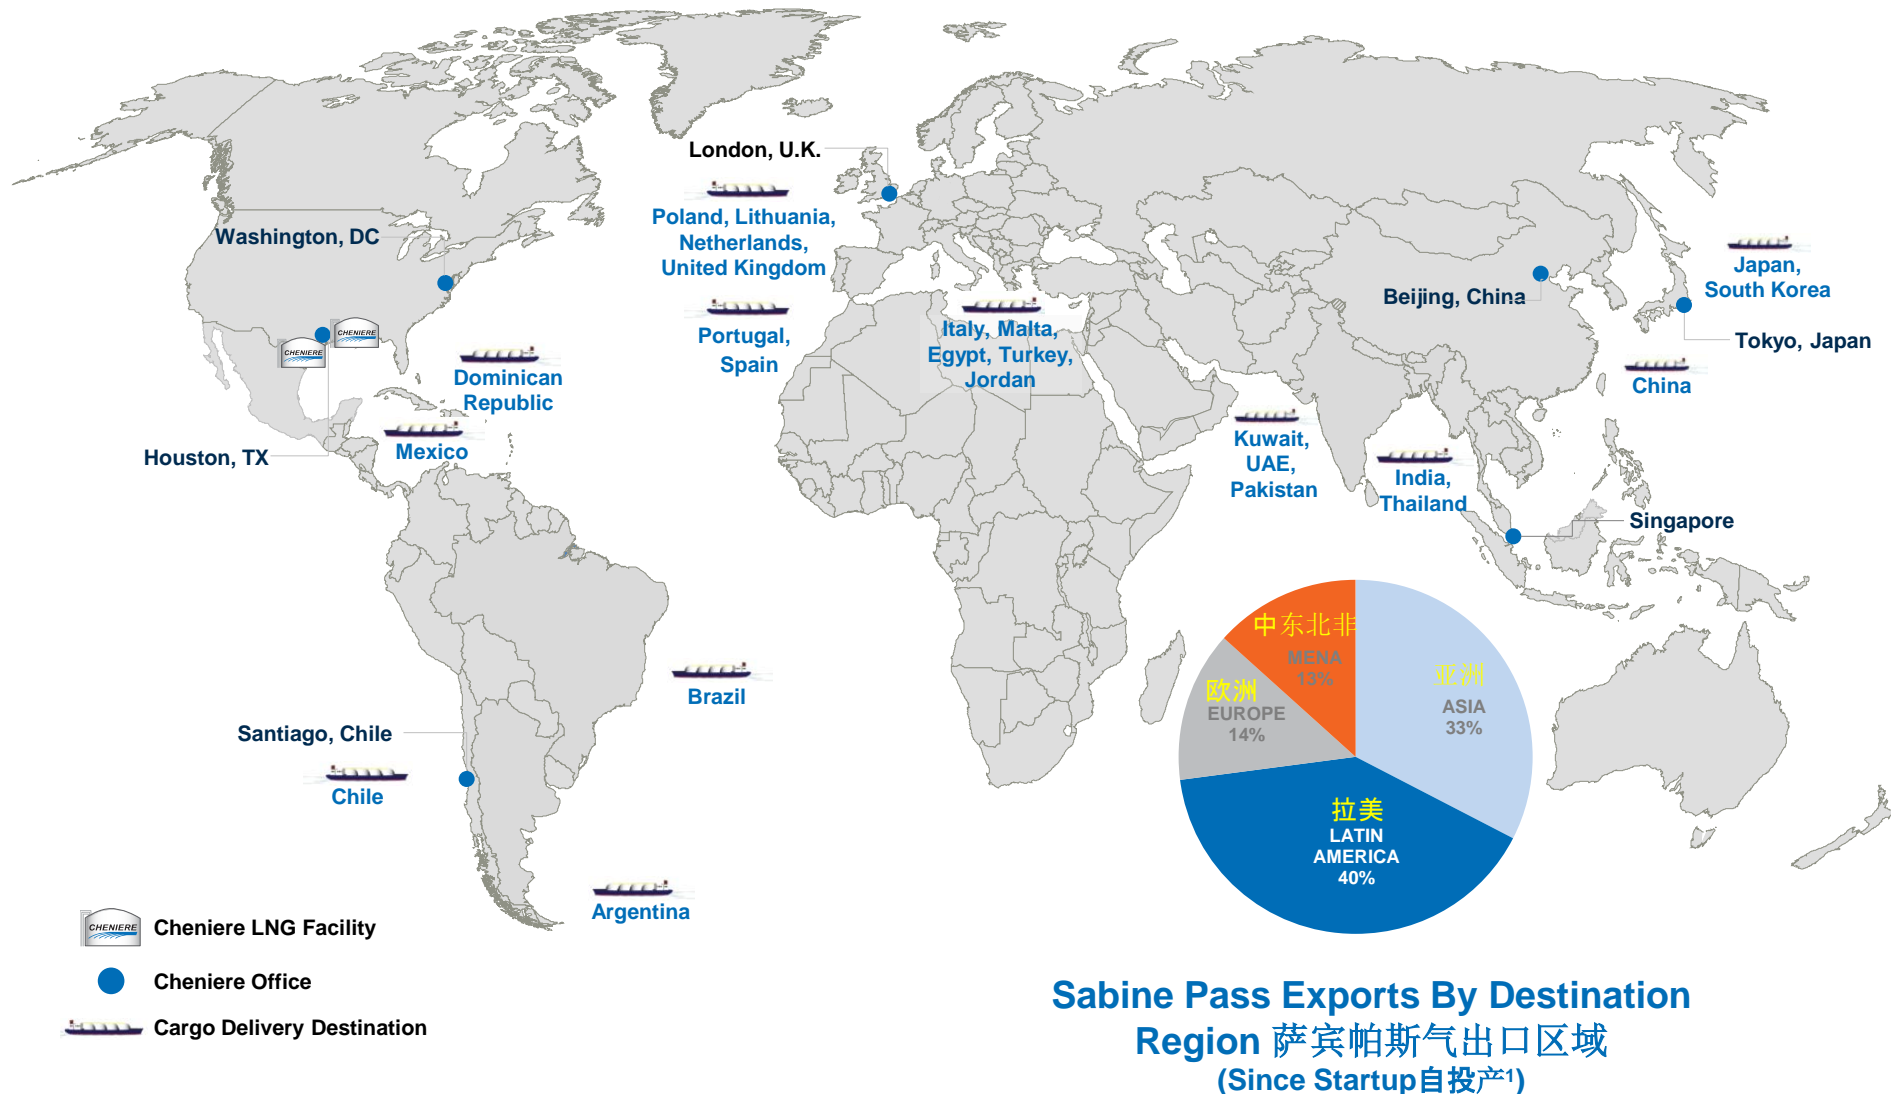 London, U.K.
Poland, Lithuania,
Netherlands,
United Kingdom
Washington, DC
Japan,
South Korea
Beijing, China
Portugal,
Spain
Italy, Malta,
Egypt, Turkey,
Jordan
Tokyo, Japan
CHENIERE
CHENIERE
Dominican
Republic
China
Mexico
Houston, TX
Kuwait,
UAE,
Pakistan
India,
Thailand
Singapore
中东北非
MENA
13%
亚洲
ASIA
33%
欧洲
EUROPE
14%
拉美
LATIN
AMERICA
40%
Brazil
Santiago, Chile
Chile
Argentina
CHENIERE
Cheniere LNG Facility
Cheniere Office
Cargo Delivery Destination
Sabine Pass Exports By Destination
Region 萨宾帕斯气出口区域
(Since Startup自投产¹)